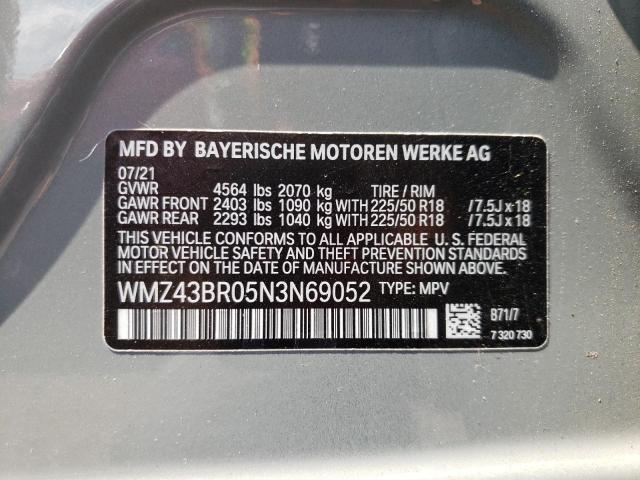 MFD BY BAYERISCHE MOTOREN WERKE AG
07/21
GVWR 4564 lbs 2070 kg TIRE / RIM
GAWR FRONT 2403 lbs 1090 kg WITH 225/50 R18 /7.5J x 18
GAWR REAR 2293 lbs 1040 kg WITH 225/50 R18 /7.5J x 18
THIS VEHICLE CONFORMS TO ALL APPLICABLE U. S. FEDERAL
MOTOR VEHICLE SAFETY AND THEFT PREVENTION STANDARDS
IN EFFECT ON THE DATE OF MANUFACTURE SHOWN ABOVE.
WMZ43BR05N3N69052 TYPE: MPV
B71/7
7 320 730